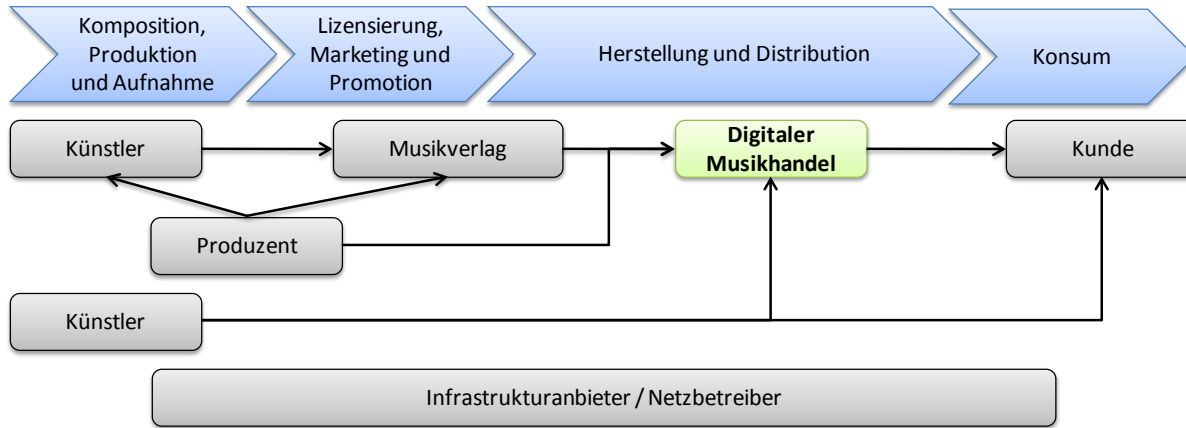 Komposition,
Produktion
und Aufnahme
Lizensierung,
Marketing und
Promotion
Herstellung und Distribution
Konsum
Künstler
Musikverlag
Digitaler
Musikhandel
Kunde
Produzent
Künstler
Infrastrukturanbieter / Netzbetreiber